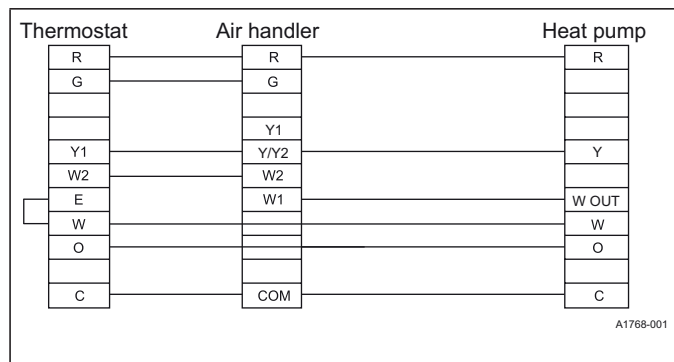 Thermostat Air handler Heat pump
R R R
G G
Y1
Y1 Y/Y2 Y
W2 W2
E W1 W OUT
W W
O O
C COM C
A1768-001